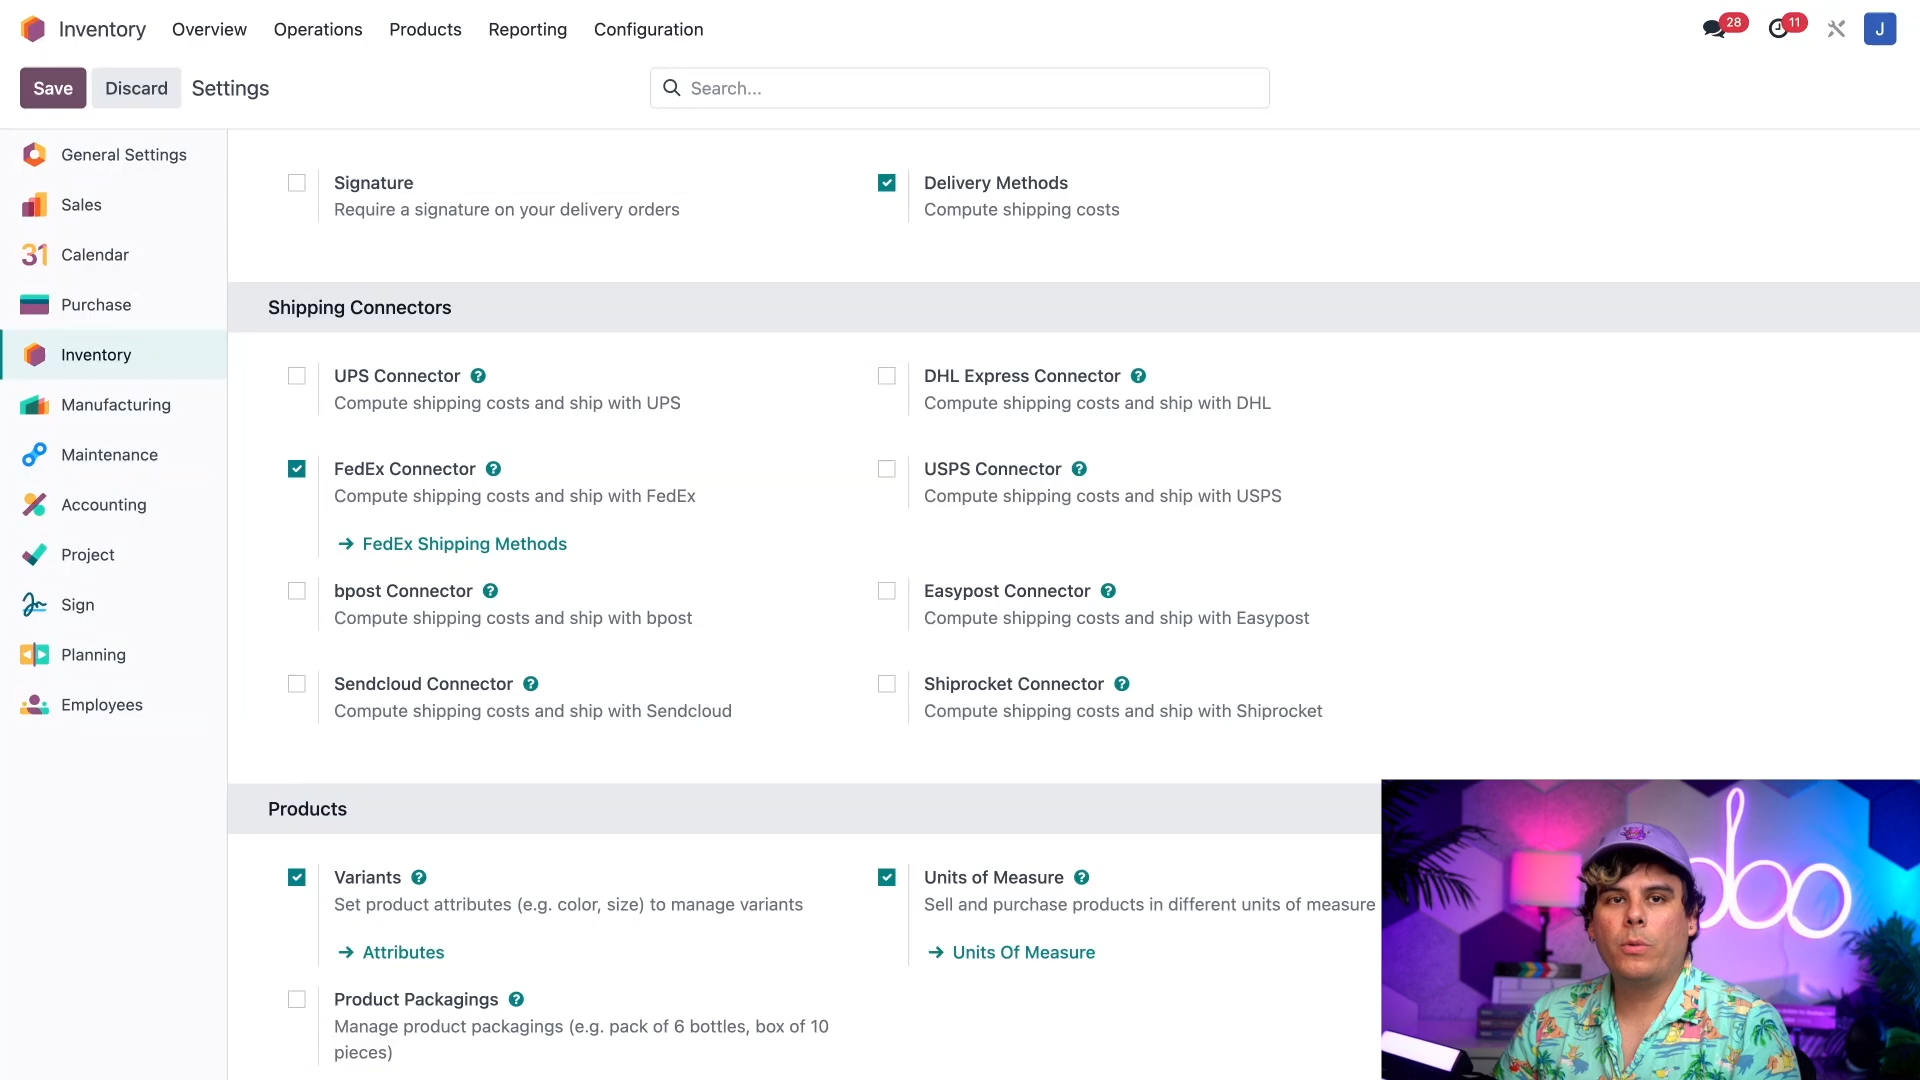 Inventory Overview Operations Products Reporting Configuration 28 11 J
Save Discard Settings Search...
General Settings
Sales
Calendar
Purchase
Inventory
Manufacturing
Maintenance
Accounting
Project
Sign
Planning
Employees
Signature
Require a signature on your delivery orders
Delivery Methods
Compute shipping costs
Shipping Connectors
UPS Connector ?
Compute shipping costs and ship with UPS
DHL Express Connector ?
Compute shipping costs and ship with DHL
FedEx Connector ?
Compute shipping costs and ship with FedEx
→ FedEx Shipping Methods
USPS Connector ?
Compute shipping costs and ship with USPS
bpost Connector ?
Compute shipping costs and ship with bpost
Easypost Connector ?
Compute shipping costs and ship with Easypost
Sendcloud Connector ?
Compute shipping costs and ship with Sendcloud
Shiprocket Connector ?
Compute shipping costs and ship with Shiprocket
Products
Variants ?
Set product attributes (e.g. color, size) to manage variants
→ Attributes
Units of Measure ?
Sell and purchase products in different units of measure
→ Units Of Measure
Product Packagings ?
Manage product packagings (e.g. pack of 6 bottles, box of 10
pieces)